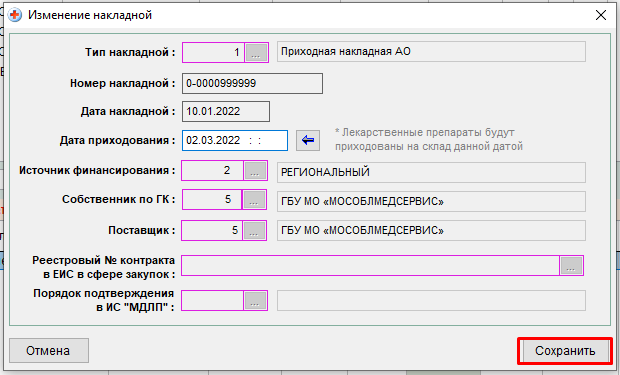 Изменение накладной
Тип накладной : 1 ... Приходная накладная АО
Номер накладной : 0-0000999999
Дата накладной : 10.01.2022
Дата приходования : 02.03.2022 : : * Лекарственные препараты будут
приходованы на склад данной датой
Источник финансирования : 2 ... РЕГИОНАЛЬНЫЙ
Собственник по ГК : 5 ... ГБУ МО «МОСОБЛМЕДСЕРВИС»
Поставщик : 5 ... ГБУ МО «МОСОБЛМЕДСЕРВИС»
Реестровый № контракта
в ЕИС в сфере закупок : ...
Порядок подтверждения
в ИС "МДЛП" : ...
Отмена Сохранить